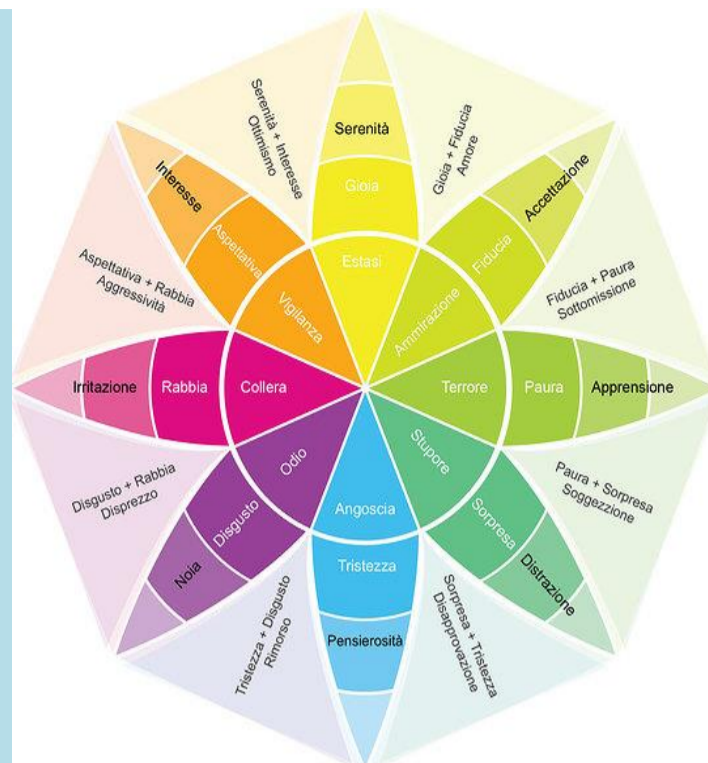 Serenità + Interesse
Ottimismo
Serenità
Gioia
Estasi
Gioia + Fiducia
Amore
Accettazione
Fiducia
Ammirazione
Fiducia + Paura
Sottomissione
Terrore
Paura
Apprensione
Paura + Sorpresa
Soggezzione
Stupore
Sorpresa
Distrazione
Sorpresa + Tristezza
Disapprovazione
Angoscia
Tristezza
Pensierosità
Tristezza + Disgusto
Rimorso
Odio
Disgusto
Noia
Disgusto + Rabbia
Disprezzo
Irritazione
Rabbia
Collera
Aspettativa + Rabbia
Aggressività
Interesse
Aspettativa
Vigilanza